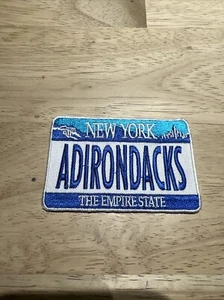 NEW YORK
ADIRONDACKS
THE EMPIRE STATE